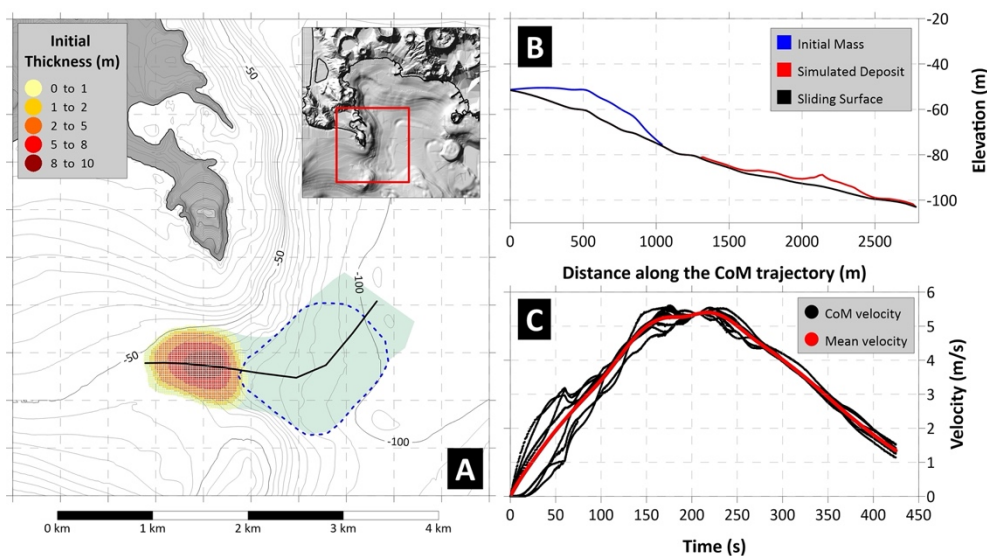 Initial
Thickness (m)
0 to 1
1 to 2
2 to 5
5 to 8
8 to 10
-50
-50
-50
-100
-100
A
0 km
1 km
2 km
3 km
4 km
B
Initial Mass
Simulated Deposit
Sliding Surface
-20
-40
-60
-80
-100
Elevation (m)
0
500
1000
1500
2000
2500
Distance along the CoM trajectory (m)
C
CoM velocity
Mean velocity
6
5
4
3
2
1
0
Velocity (m/s)
0
50
100
150
200
250
300
350
400
450
Time (s)